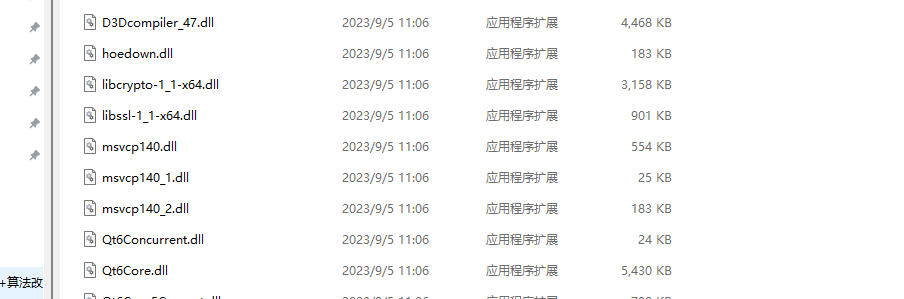 D3Dcompiler_47.dll 2023/9/5 11:06 应用程序扩展 4,468 KB
hoedown.dll 2023/9/5 11:06 应用程序扩展 183 KB
libcrypto-1_1-x64.dll 2023/9/5 11:06 应用程序扩展 3,158 KB
libssl-1_1-x64.dll 2023/9/5 11:06 应用程序扩展 901 KB
msvcp140.dll 2023/9/5 11:06 应用程序扩展 554 KB
msvcp140_1.dll 2023/9/5 11:06 应用程序扩展 25 KB
msvcp140_2.dll 2023/9/5 11:06 应用程序扩展 183 KB
Qt6Concurrent.dll 2023/9/5 11:06 应用程序扩展 24 KB
Qt6Core.dll 2023/9/5 11:06 应用程序扩展 5,430 KB
+算法改